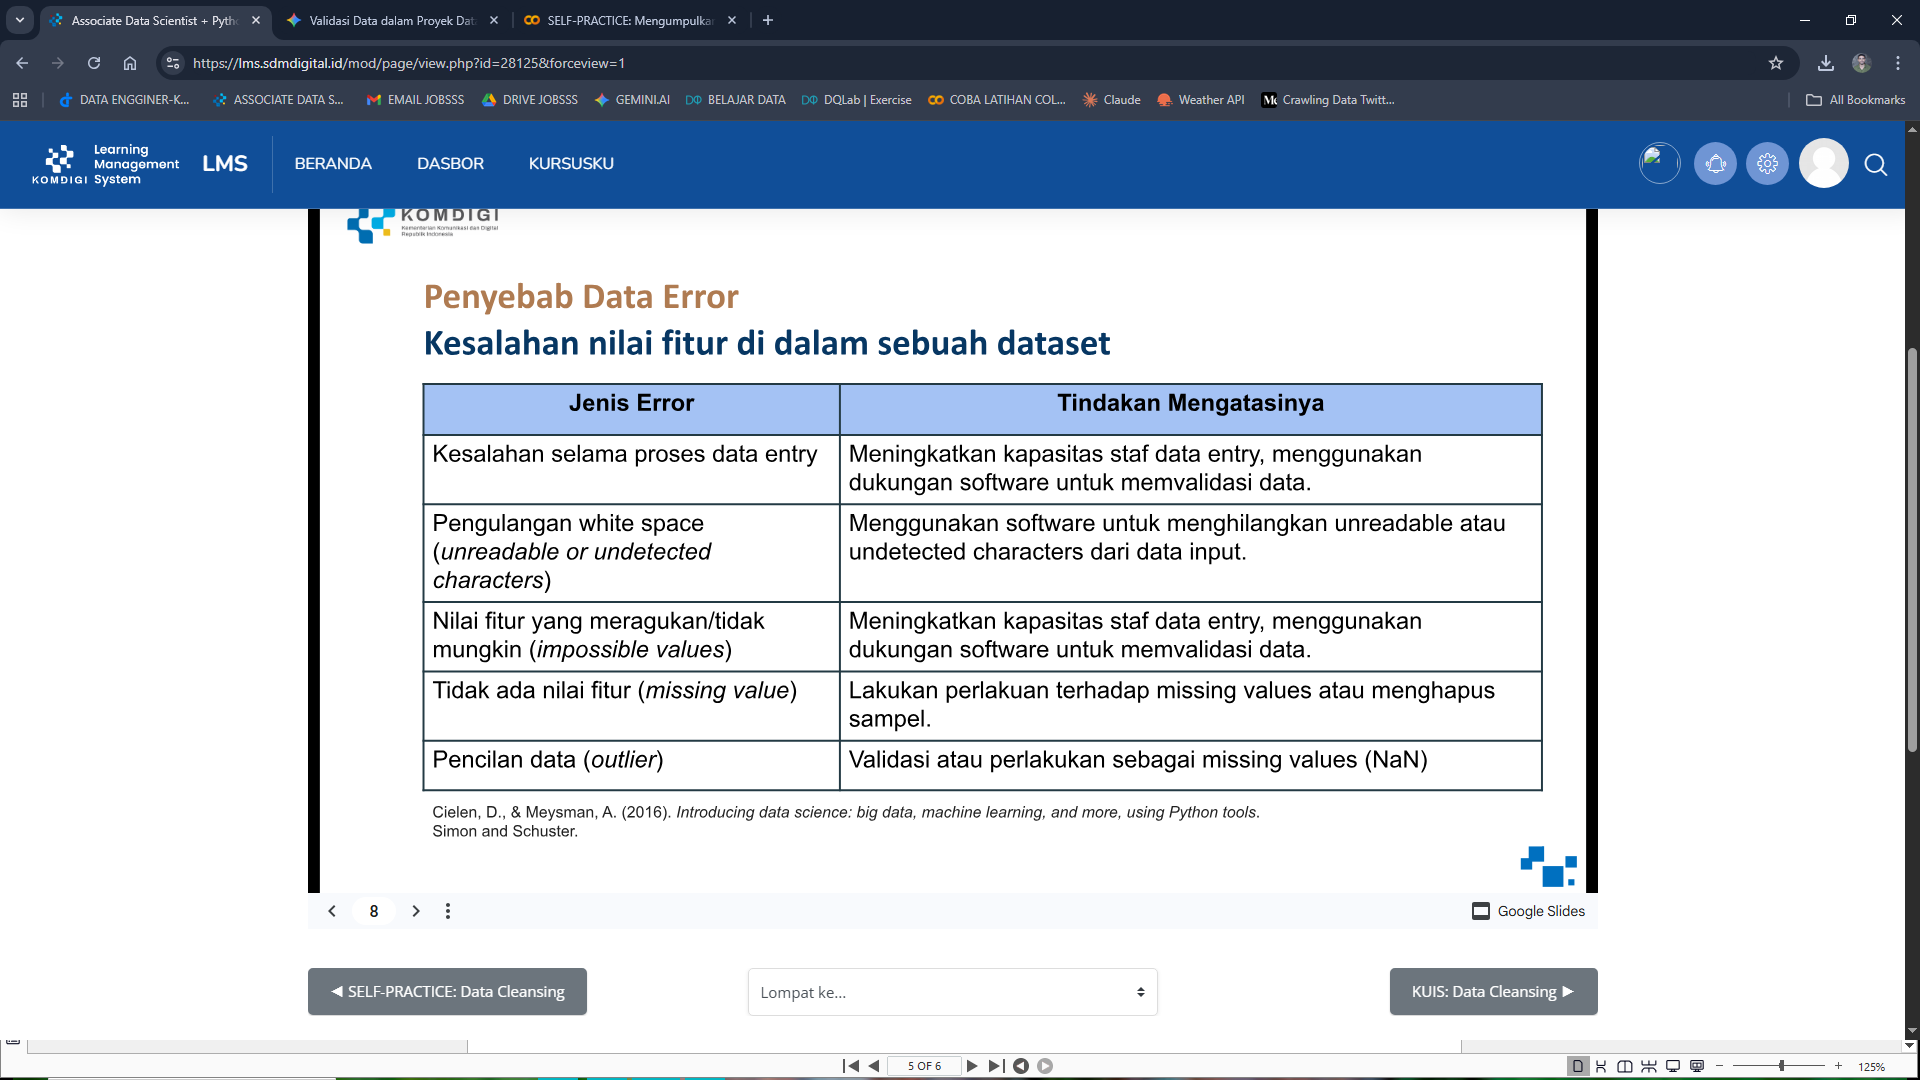 Associate Data Scientist + Pyth
Validasi Data dalam Proyek Dat
SELF-PRACTICE: Mengumpulka
https://lms.sdmdigital.id/mod/page/view.php?id=28125&forceview=1
DATA ENGGINER-K...
ASSOCIATE DATA S...
EMAIL JOBSSS
DRIVE JOBSSS
GEMINI.AI
BELAJAR DATA
DQLab | Exercise
COBA LATIHAN COL...
Claude
Weather API
Crawling Data Twitt...
All Bookmarks
KOMDIGI
Learning
Management
System
LMS
BERANDA
DASBOR
KURSUSKU
KOMDIGI
Kementerian Komunikasi dan Digital
Republik Indonesia
Penyebab Data Error
Kesalahan nilai fitur di dalam sebuah dataset
Jenis Error
Tindakan Mengatasinya
Kesalahan selama proses data entry
Meningkatkan kapasitas staf data entry, menggunakan
dukungan software untuk memvalidasi data.
Pengulangan white space
(unreadable or undetected
characters)
Menggunakan software untuk menghilangkan unreadable atau
undetected characters dari data input.
Nilai fitur yang meragukan/tidak
mungkin (impossible values)
Meningkatkan kapasitas staf data entry, menggunakan
dukungan software untuk memvalidasi data.
Tidak ada nilai fitur (missing value)
Lakukan perlakuan terhadap missing values atau menghapus
sampel.
Pencilan data (outlier)
Validasi atau perlakukan sebagai missing values (NaN)
Cielen, D., & Meysman, A. (2016). Introducing data science: big data, machine learning, and more, using Python tools.
Simon and Schuster.
8
Google Slides
◀ SELF-PRACTICE: Data Cleansing
Lompat ke...
KUIS: Data Cleansing ▶
5 OF 6
125%